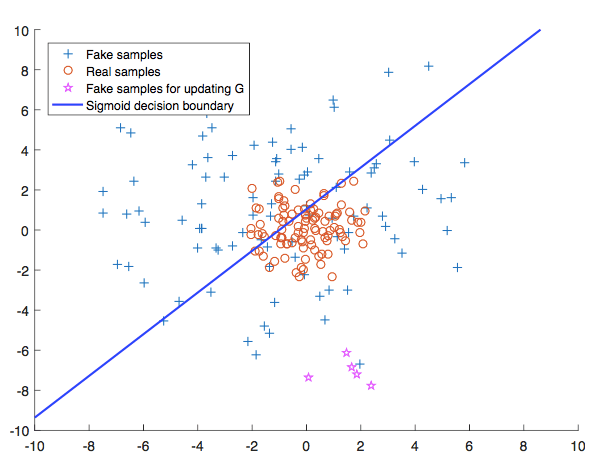 10
8
6
4
2
0
-2
-4
-6
-8
-10
Fake samples
Real samples
Fake samples for updating G
Sigmoid decision boundary
-10 -8 -6 -4 -2 0 2 4 6 8 10